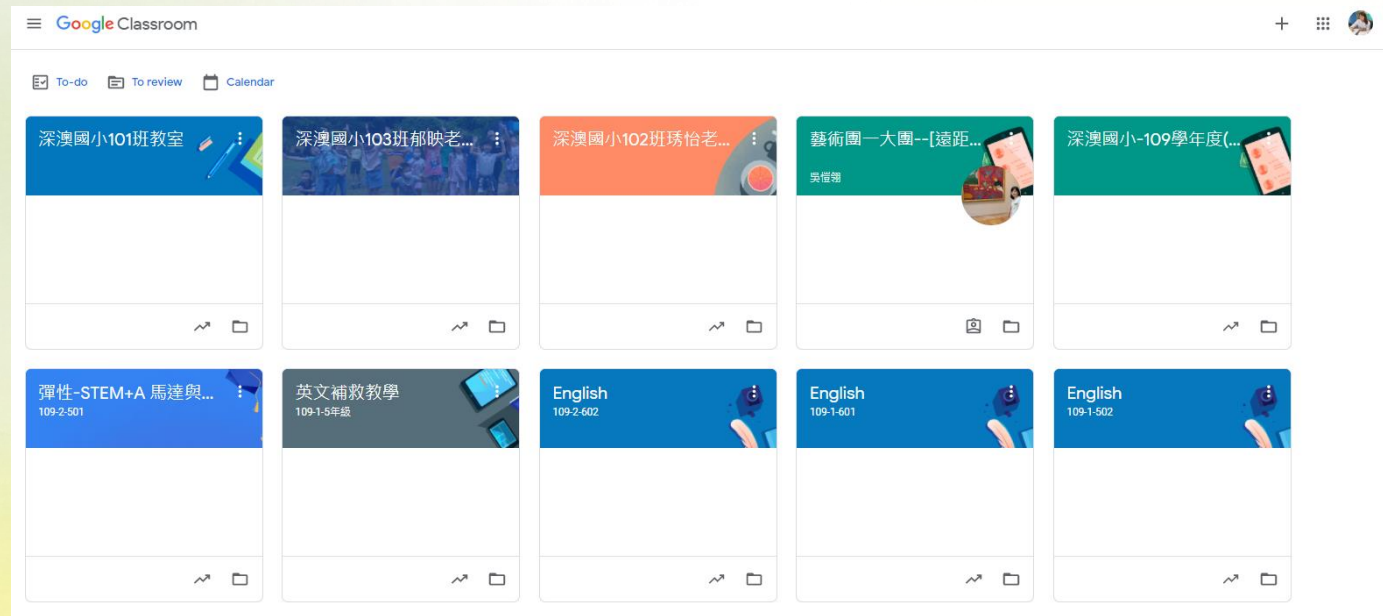 Google Classroom
To-do
To review
Calendar
深澳國小101班教室
深澳國小103班郁映老...
深澳國小102班琇怡老...
藝術團一大團--[遠距...
吳愷翎
深澳國小-109學年度(...
彈性-STEM+A 馬達與...
109-2-501
英文補救教學
109-1-5年級
English
109-2-602
English
109-1-601
English
109-1-502